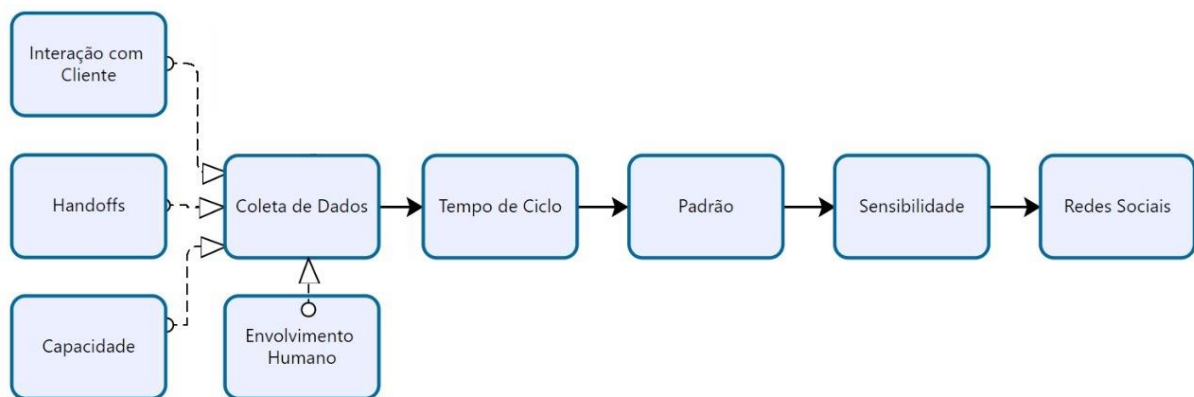 Interação com
Cliente
Handoffs
Coleta de Dados
Tempo de Ciclo
Padrão
Sensibilidade
Redes Sociais
Capacidade
Envolvimento
Humano